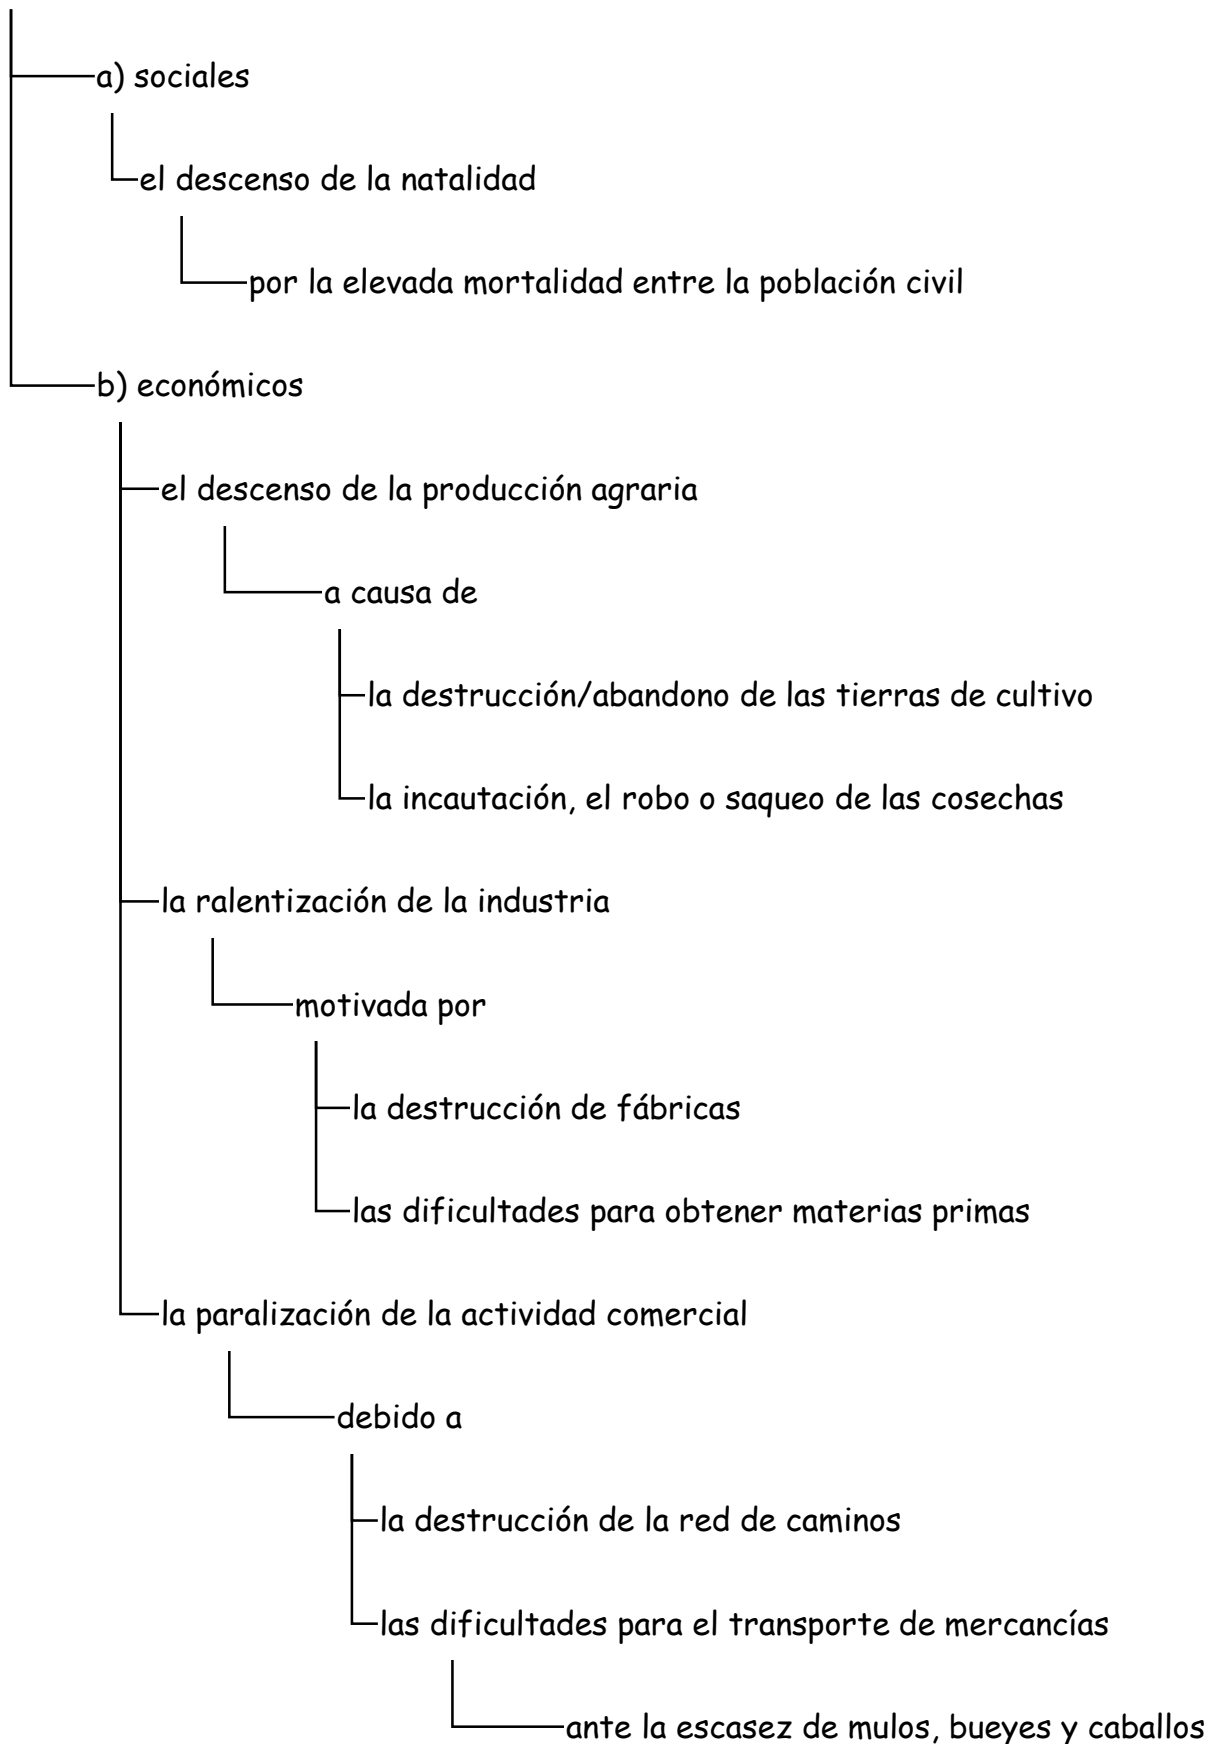 a) sociales
el descenso de la natalidad
por la elevada mortalidad entre la población civil
b) económicos
el descenso de la producción agraria
a causa de
la destrucción/abandono de las tierras de cultivo
la incautación, el robo o saqueo de las cosechas
la ralentización de la industria
motivada por
la destrucción de fábricas
las dificultades para obtener materias primas
la paralización de la actividad comercial
debido a
la destrucción de la red de caminos
las dificultades para el transporte de mercancías
ante la escasez de mulos, bueyes y caballos